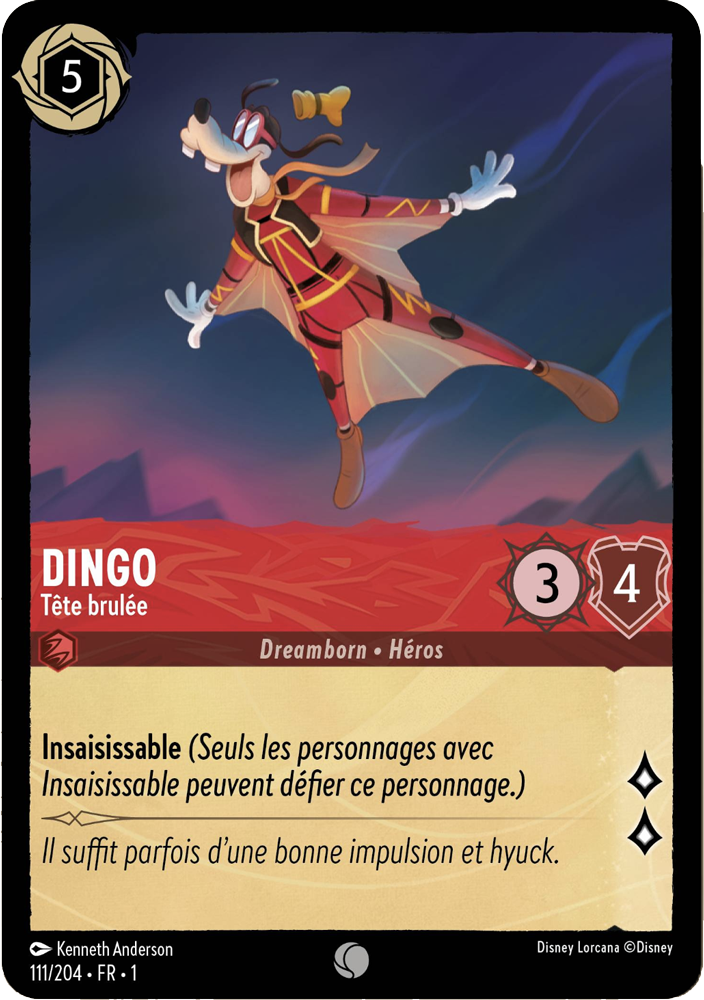 5
DINGO
Tête brulée
3
4
Dreamborn • Héros
Insaisissable (Seuls les personnages avec
Insaisissable peuvent défier ce personnage.)
Il suffit parfois d'une bonne impulsion et hyuck.
Kenneth Anderson
Disney Lorcana ©Disney
111/204 • FR • 1